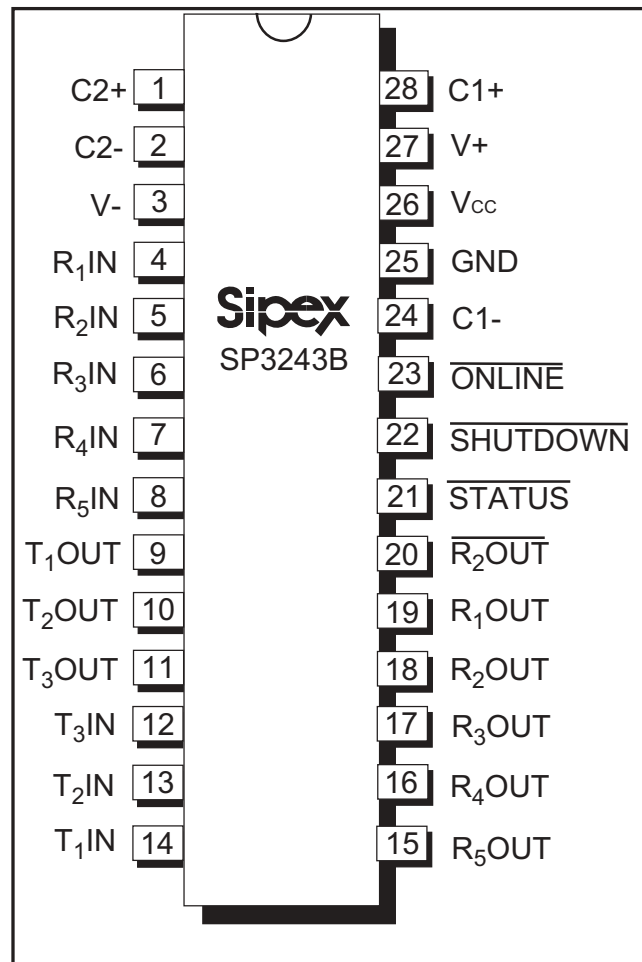 C2+ 1 28 C1+
C2- 2 27 V+
V- 3 26 VCC
R1IN 4 25 GND
R2IN 5 Sipex 24 C1-
R3IN 6 SP3243B 23 ONLINE
R4IN 7 22 SHUTDOWN
R5IN 8 21 STATUS
T1OUT 9 20 R2OUT
T2OUT 10 19 R1OUT
T3OUT 11 18 R2OUT
T3IN 12 17 R3OUT
T2IN 13 16 R4OUT
T1IN 14 15 R5OUT